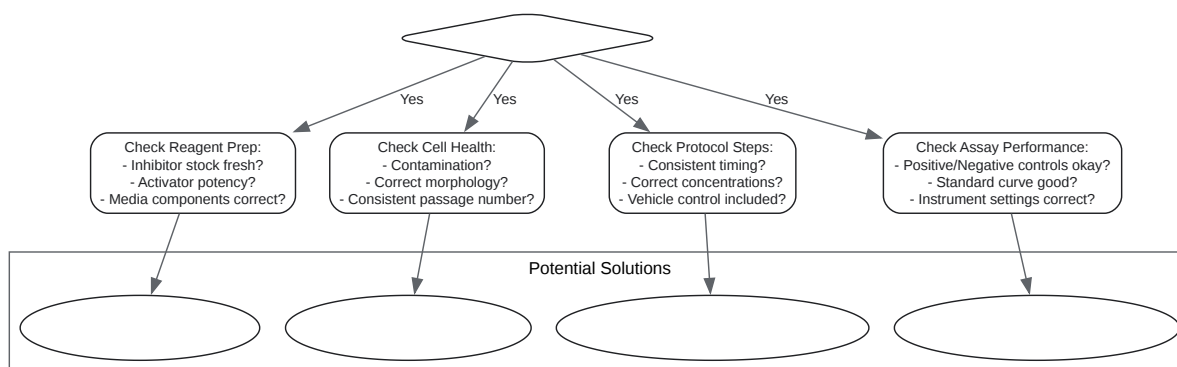 Yes
Yes
Yes
Yes
Check Reagent Prep:
- Inhibitor stock fresh?
- Activator potency?
- Media components correct?
Check Cell Health:
- Contamination?
- Correct morphology?
- Consistent passage number?
Check Protocol Steps:
- Consistent timing?
- Correct concentrations?
- Vehicle control included?
Check Assay Performance:
- Positive/Negative controls okay?
- Standard curve good?
- Instrument settings correct?
Potential Solutions